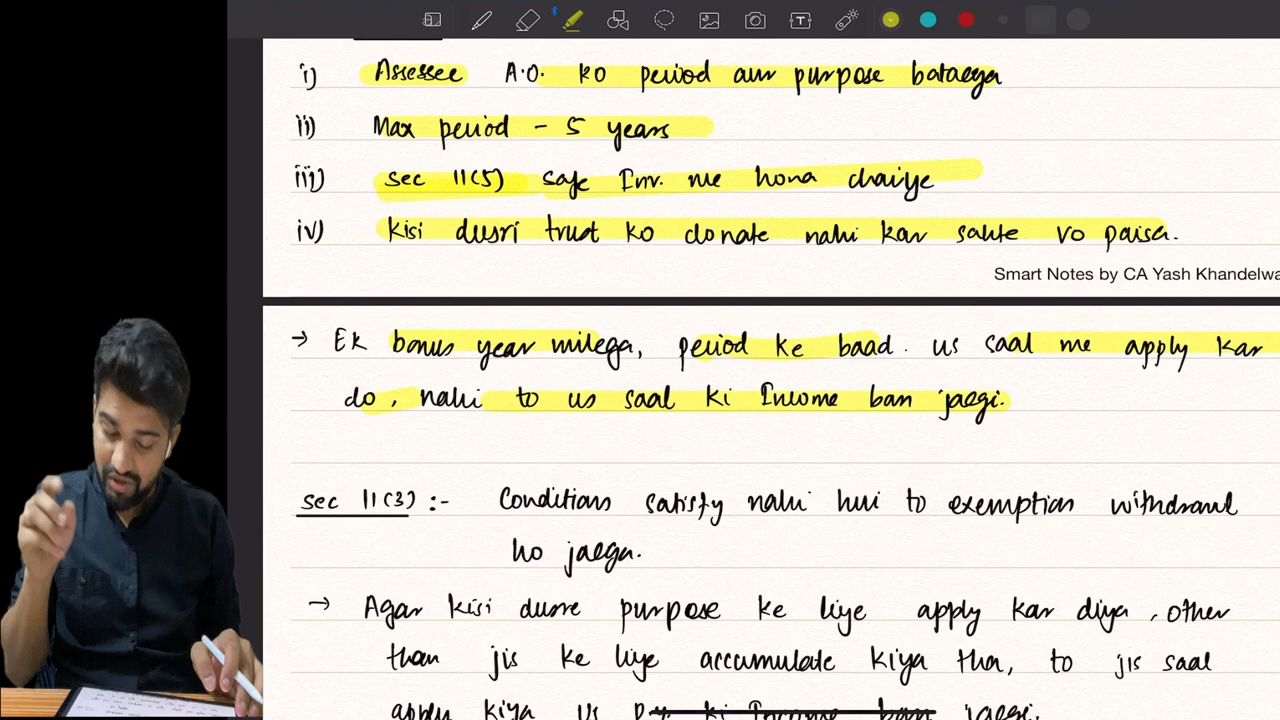 i) Assessee A.O. ko period aur purpose bataega
ii) Max period - 5 years
iii) sec 11(5) safe Inv. me hona chaiye
iv) kisi dusri trust ko donate nahi kar sakte vo paisa.
Smart Notes by CA Yash Khandelwa
→ Ek bonus year milega, period ke baad. us saal me apply kar
do, nahi to us saal ki Income ban jaegi.
sec 11(3) :- Conditions satisfy nahi hui to exemption withdrawl
ho jaega.
→ Agar kisi dusre purpose ke liye apply kar diya, other
than jis ke liye accumulate kiya tha, to jis saal
apply kiya us ki Income ban jaegi.